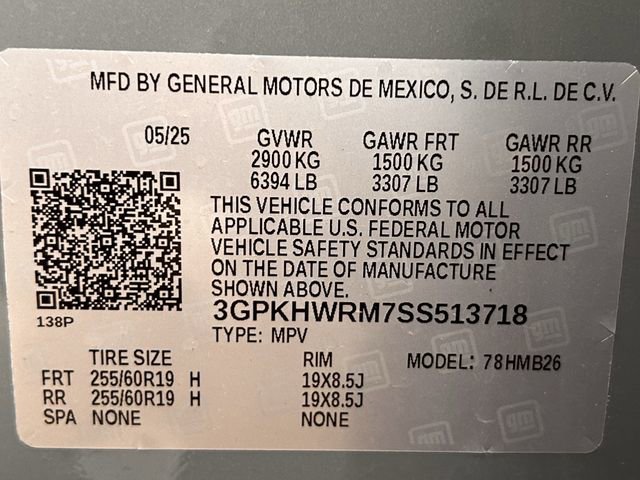 MFD BY GENERAL MOTORS DE MEXICO, S. DE R.L. DE C.V.
05/25 GVWR GAWR FRT GAWR RR
2900 KG 1500 KG 1500 KG
6394 LB 3307 LB 3307 LB
THIS VEHICLE CONFORMS TO ALL
APPLICABLE U.S. FEDERAL MOTOR
VEHICLE SAFETY STANDARDS IN EFFECT
ON THE DATE OF MANUFACTURE
SHOWN ABOVE.
3GPKHWRM7SS513718
138P
TYPE: MPV
TIRE SIZE RIM MODEL: 78HMB26
FRT 255/60R19 H 19X8.5J
RR 255/60R19 H 19X8.5J
SPA NONE NONE
gm
gm
gm